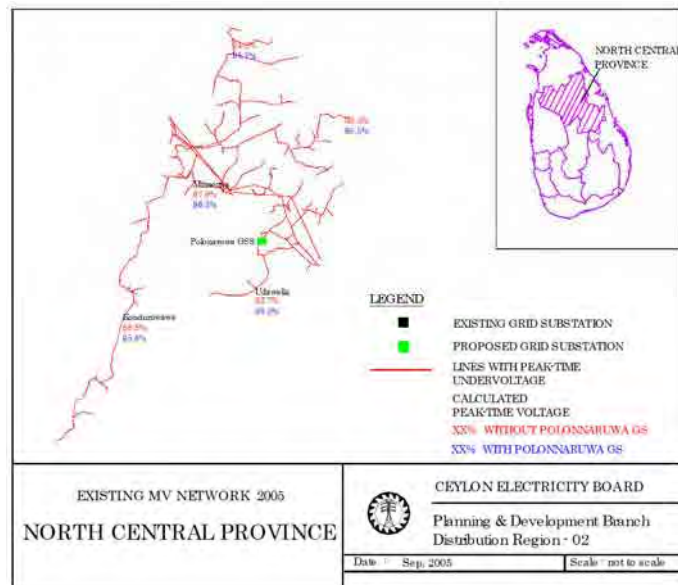 NORTH CENTRAL
PROVINCE
Polonnaruwa GSS
LEGEND
EXISTING GRID SUBSTATION
PROPOSED GRID SUBSTATION
LINES WITH PEAK-TIME
UNDERVOLTAGE
CALCULATED
PEAK-TIME VOLTAGE
XX% WITHOUT POLONNARUWA GS
XX% WITH POLONNARUWA GS
EXISTING MV NETWORK 2005
NORTH CENTRAL PROVINCE
CEYLON ELECTRICITY BOARD
Planning & Development Branch
Distribution Region - 02
Date : Sep, 2005
Scale : not to scale